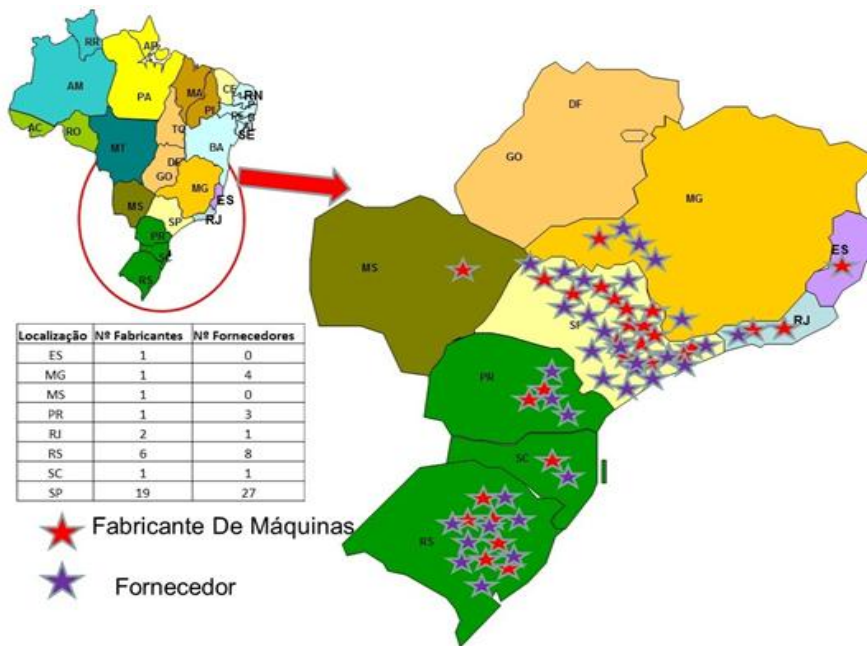 RR
AP
AM
PA
MA
CE
RN
PI
PE
SE
AC
RO
TO
MT
BA
DF
GO
MG
MS
ES
SP
RJ
PR
SC
RS
DF
GO
MG
MS
ES
RJ
SP
PR
SC
RS
Localização Nº Fabricantes Nº Fornecedores
ES 1 0
MG 1 4
MS 1 0
PR 1 3
RJ 2 1
RS 6 8
SC 1 1
SP 19 27
Fabricante De Máquinas
Fornecedor